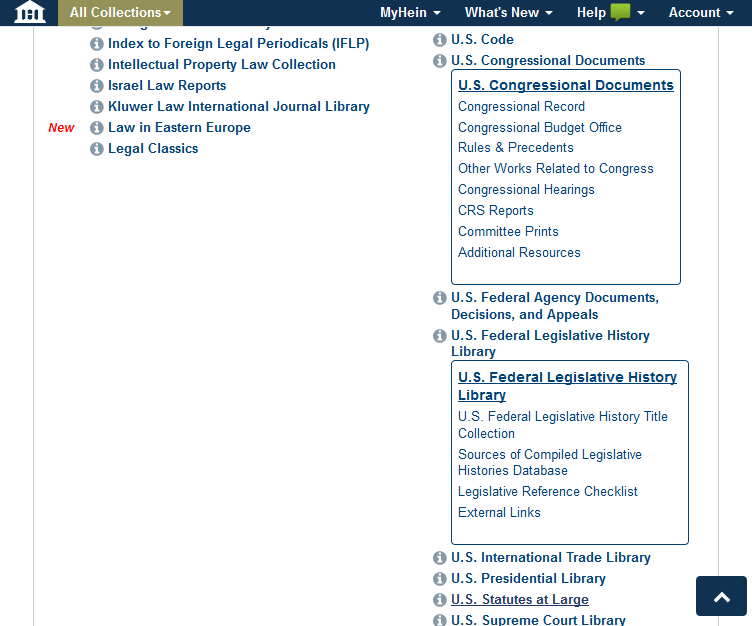 All Collections
MyHein
What's New
Help
Account
Index to Foreign Legal Periodicals (IFLP)
Intellectual Property Law Collection
Israel Law Reports
Kluwer Law International Journal Library
New
Law in Eastern Europe
Legal Classics
U.S. Code
U.S. Congressional Documents
U.S. Congressional Documents
Congressional Record
Congressional Budget Office
Rules & Precedents
Other Works Related to Congress
Congressional Hearings
CRS Reports
Committee Prints
Additional Resources
U.S. Federal Agency Documents,
Decisions, and Appeals
U.S. Federal Legislative History
Library
U.S. Federal Legislative History
Library
U.S. Federal Legislative History Title
Collection
Sources of Compiled Legislative
Histories Database
Legislative Reference Checklist
External Links
U.S. International Trade Library
U.S. Presidential Library
U.S. Statutes at Large
U.S. Supreme Court Library